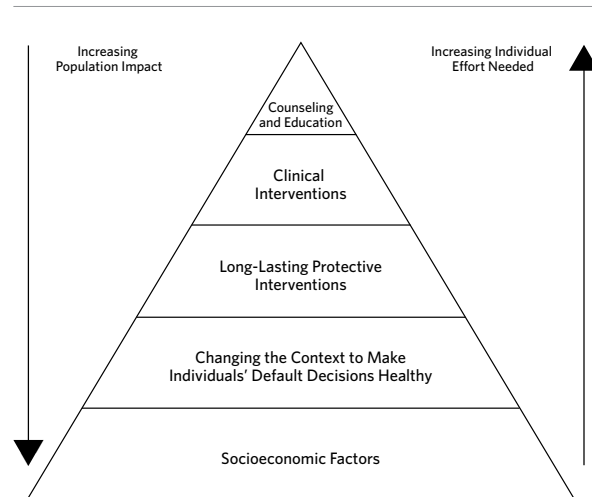 Increasing
Population Impact
Increasing Individual
Effort Needed
Counseling
and Education
Clinical
Interventions
Long-Lasting Protective
Interventions
Changing the Context to Make
Individuals' Default Decisions Healthy
Socioeconomic Factors